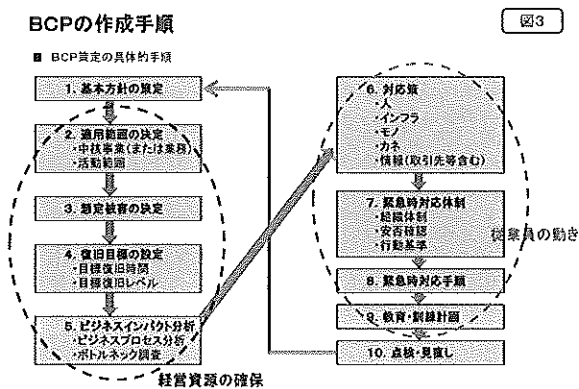 BCPの作成手順
図3
■ BCP策定の具体的手順
1. 基本方針の策定
2. 適用範囲の決定
・中核事業(または業務)
・活動範囲
3. 想定被害の決定
4. 復旧目標の設定
・目標復旧時間
・目標復旧レベル
5. ビジネスインパクト分析
・ビジネスプロセス分析
・ボトルネック調査
経営資源の確保
6. 対応策
・人
・インフラ
・モノ
・カネ
・情報(取引先等含む)
7. 緊急時対応体制
・組織体制
・安否確認
・行動基準
従業員の動き
8. 緊急時対応手順
9. 教育・訓練計画
10. 点検・見直し